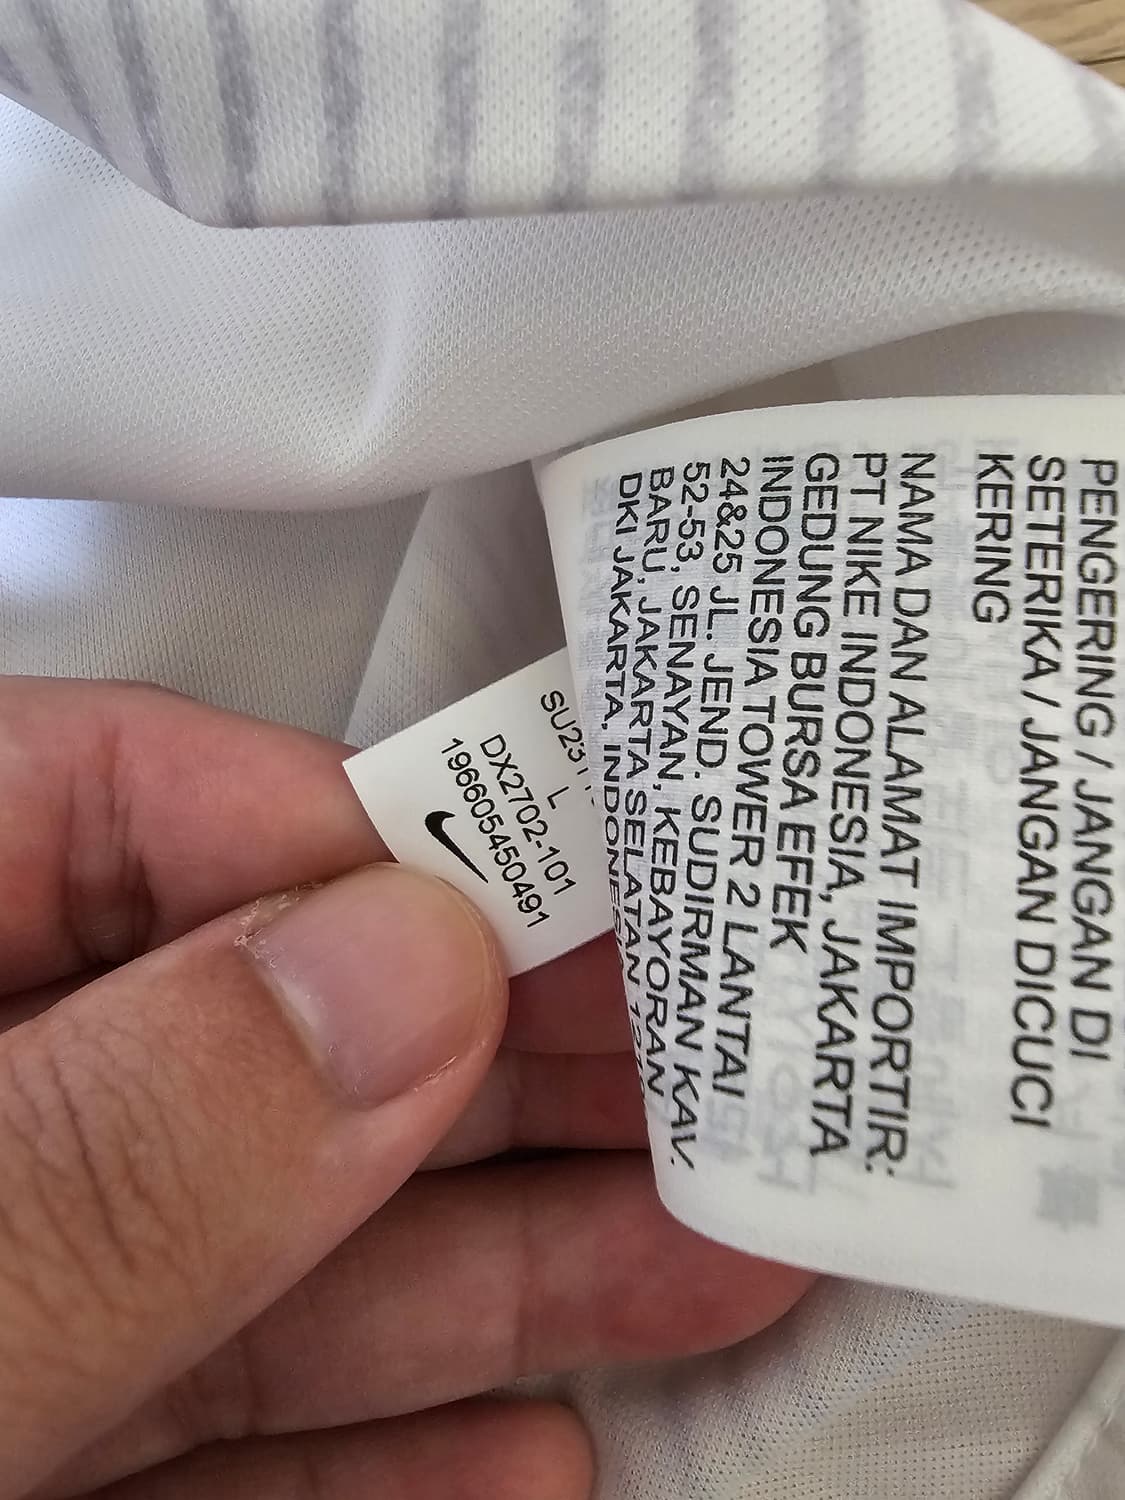 PENGERING / JANGAN DI
SETERIKA / JANGAN DICUCI
KERING
NAMA DAN ALAMAT IMPORTIR:
PT NIKE INDONESIA, JAKARTA
GEDUNG BURSA EFEK
INDONESIA TOWER 2 LANTAI
24&25 JL. JEND. SUDIRMAN KAV.
52-53, SENAYAN, KEBAYORAN
BARU, JAKARTA SELATAN
DKI JAKARTA, INDONESIA
SU231
L
DX2702-101
196605450491